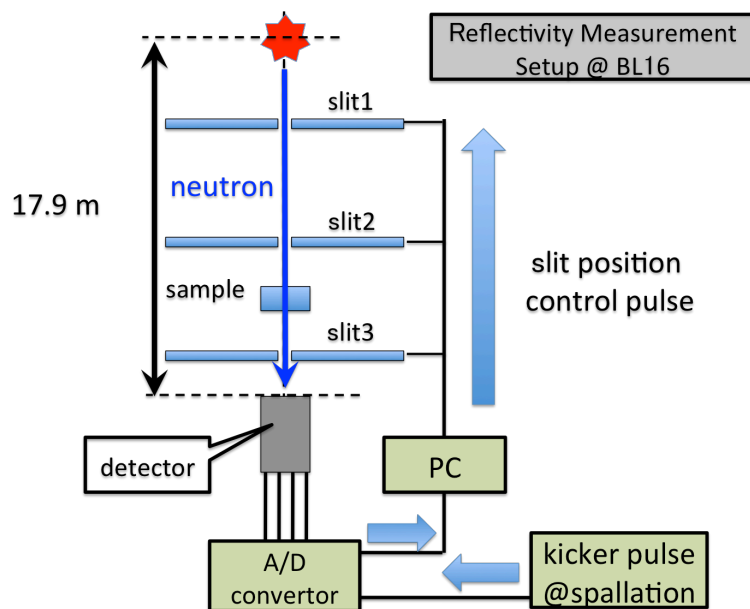 Reflectivity Measurement
Setup @ BL16
slit1
neutron
17.9 m
slit2
sample
slit position
control pulse
slit3
detector
PC
A/D
convertor
kicker pulse
@spallation